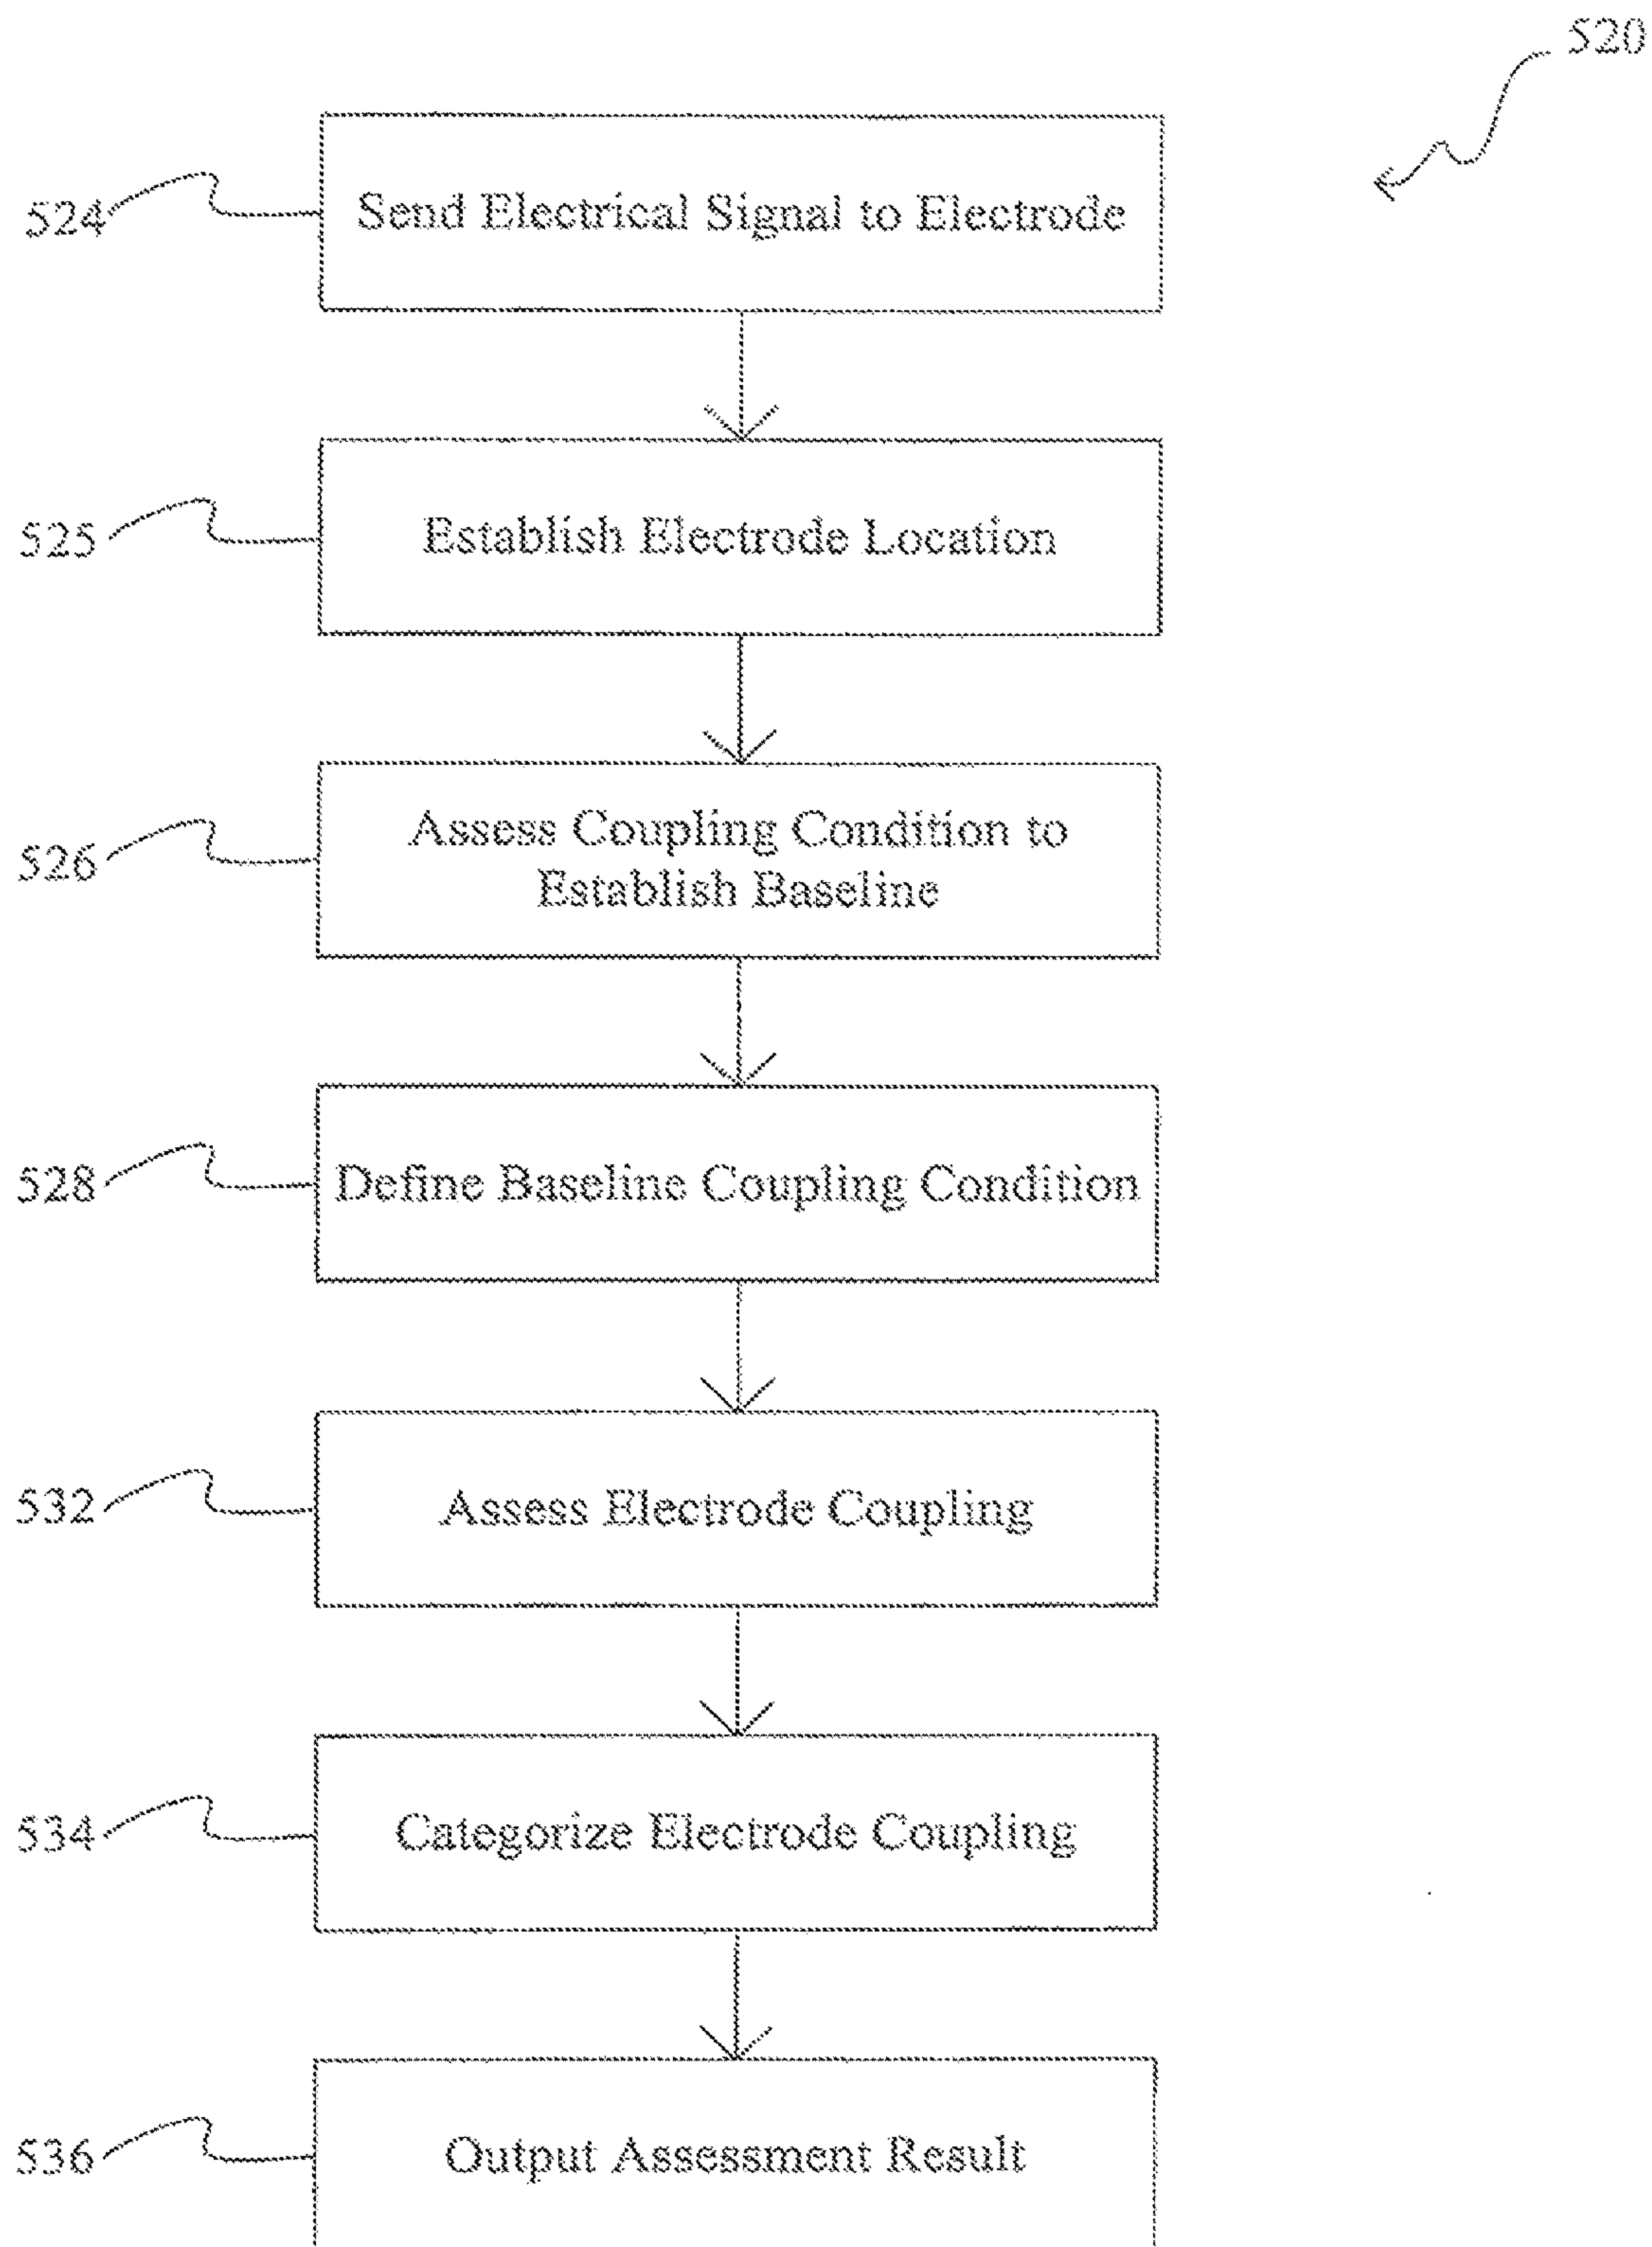 520
524
Send Electrical Signal to Electrode
525
Establish Electrode Location
526
Assess Coupling Condition to
Establish Baseline
528
Define Baseline Coupling Condition
532
Assess Electrode Coupling
534
Categorize Electrode Coupling
536
Output Assessment Result